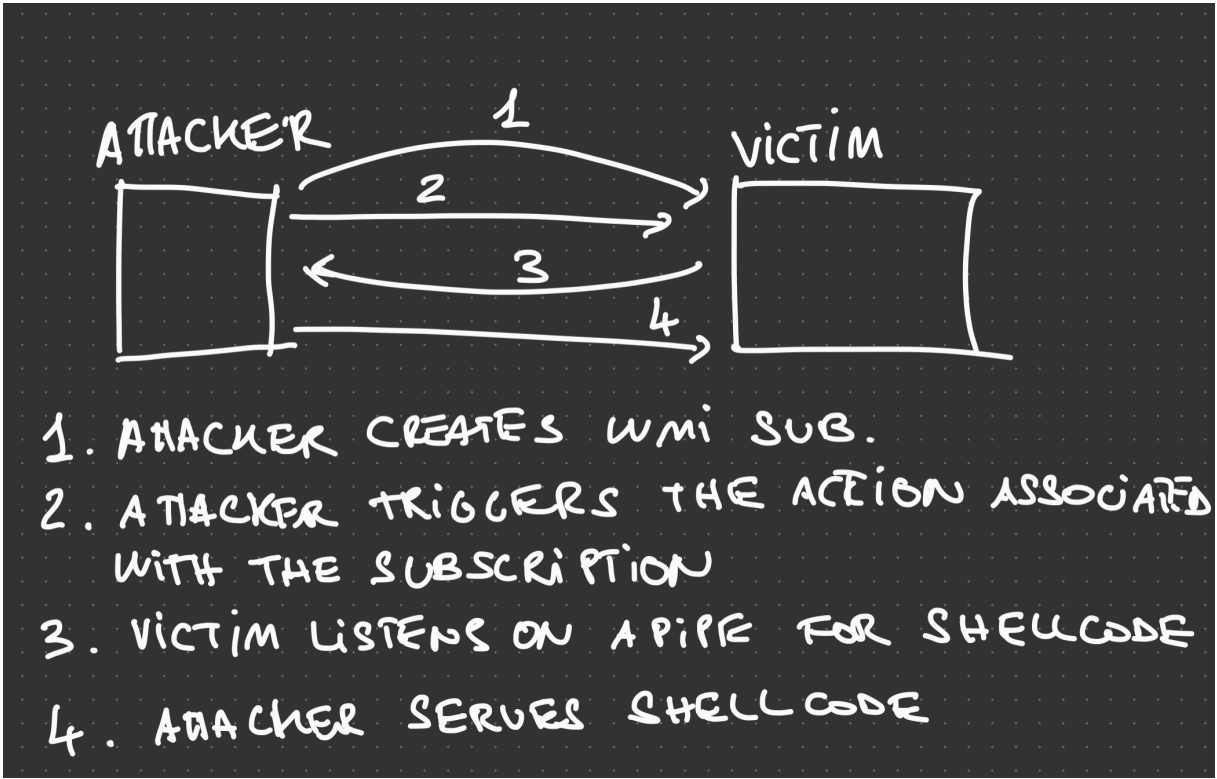 ATTACKER
1
VICTIM
2
3
4
1. ATTACKER CREATES WMI SUB.
2. ATTACKER TRIGGERS THE ACTION ASSOCIATED
WITH THE SUBSCRIPTION
3. VICTIM LISTENS ON A PIPE FOR SHELLCODE
4. ATTACKER SERVES SHELLCODE